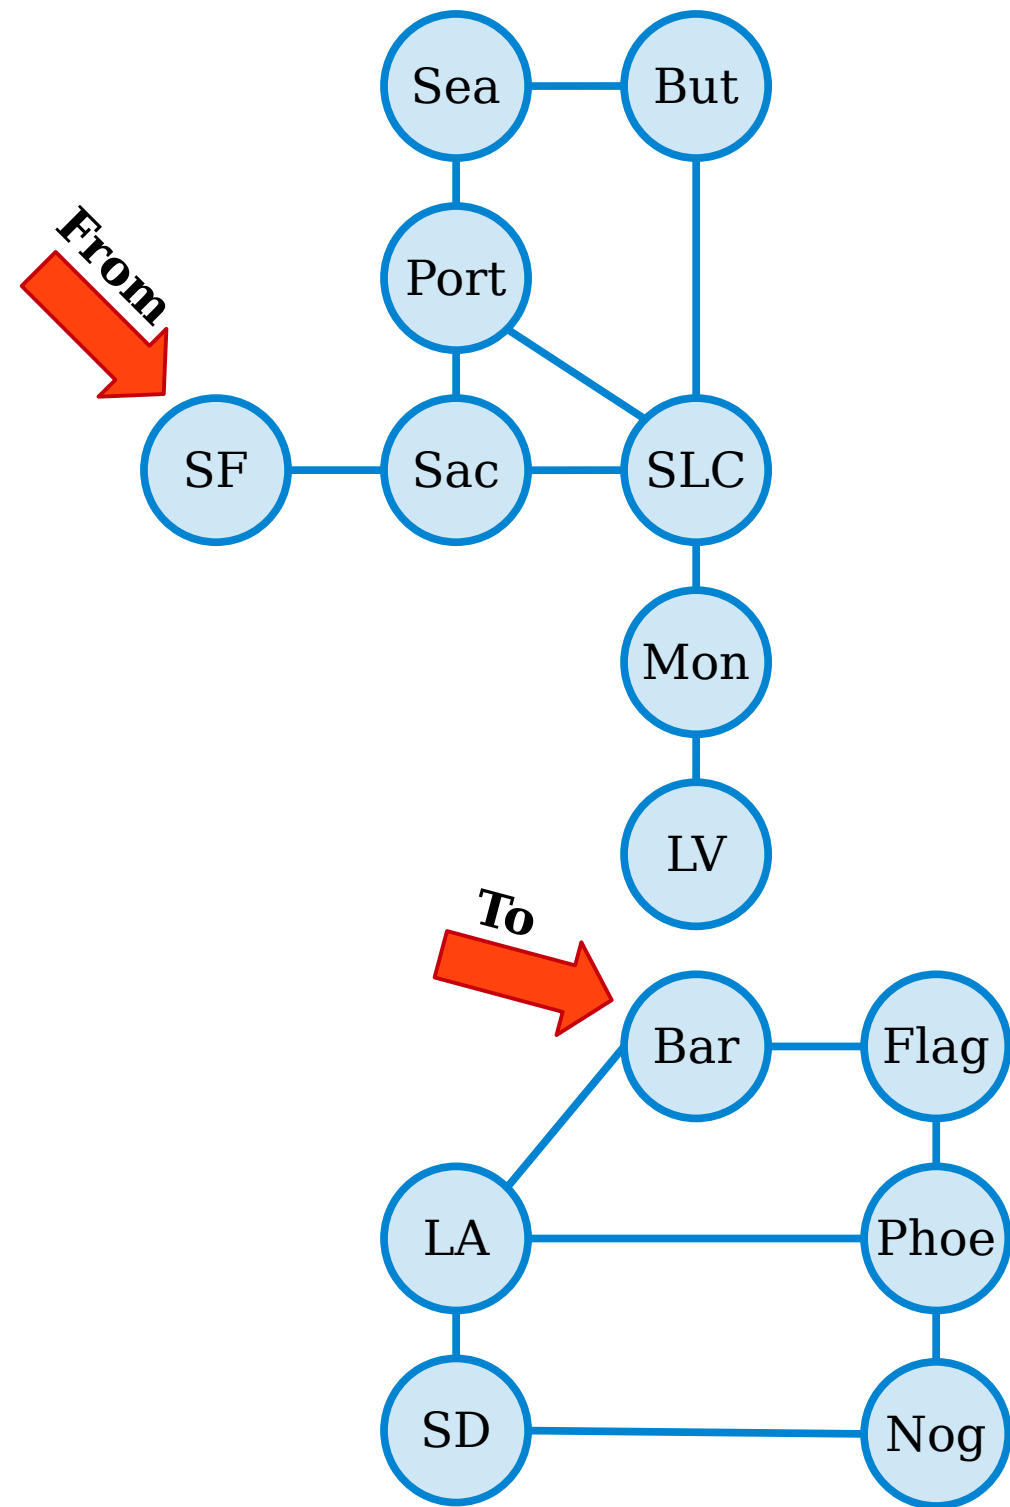 Sea
But
From
Port
SF
Sac
SLC
Mon
LV
To
Bar
Flag
LA
Phoe
SD
Nog